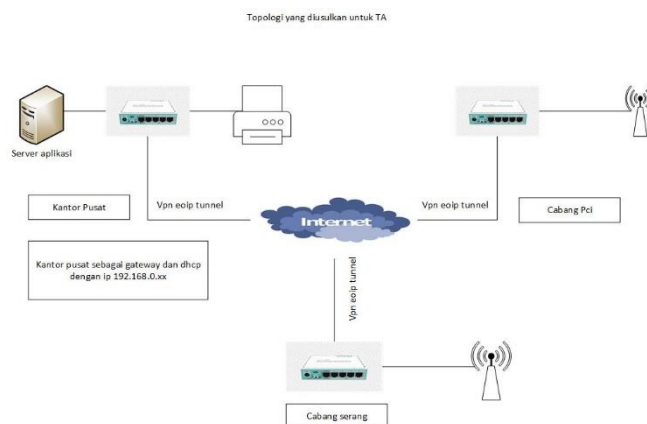 Topologi yang diusulkan untuk TA
Server aplikasi
Kantor Pusat
Vpn eoip tunnel
Internet
Vpn eoip tunnel
Cabang Pci
Kantor pusat sebagai gateway dan dhcp
dengan ip 192.168.0.xx
Vpn eoip tunnel
Cabang serang